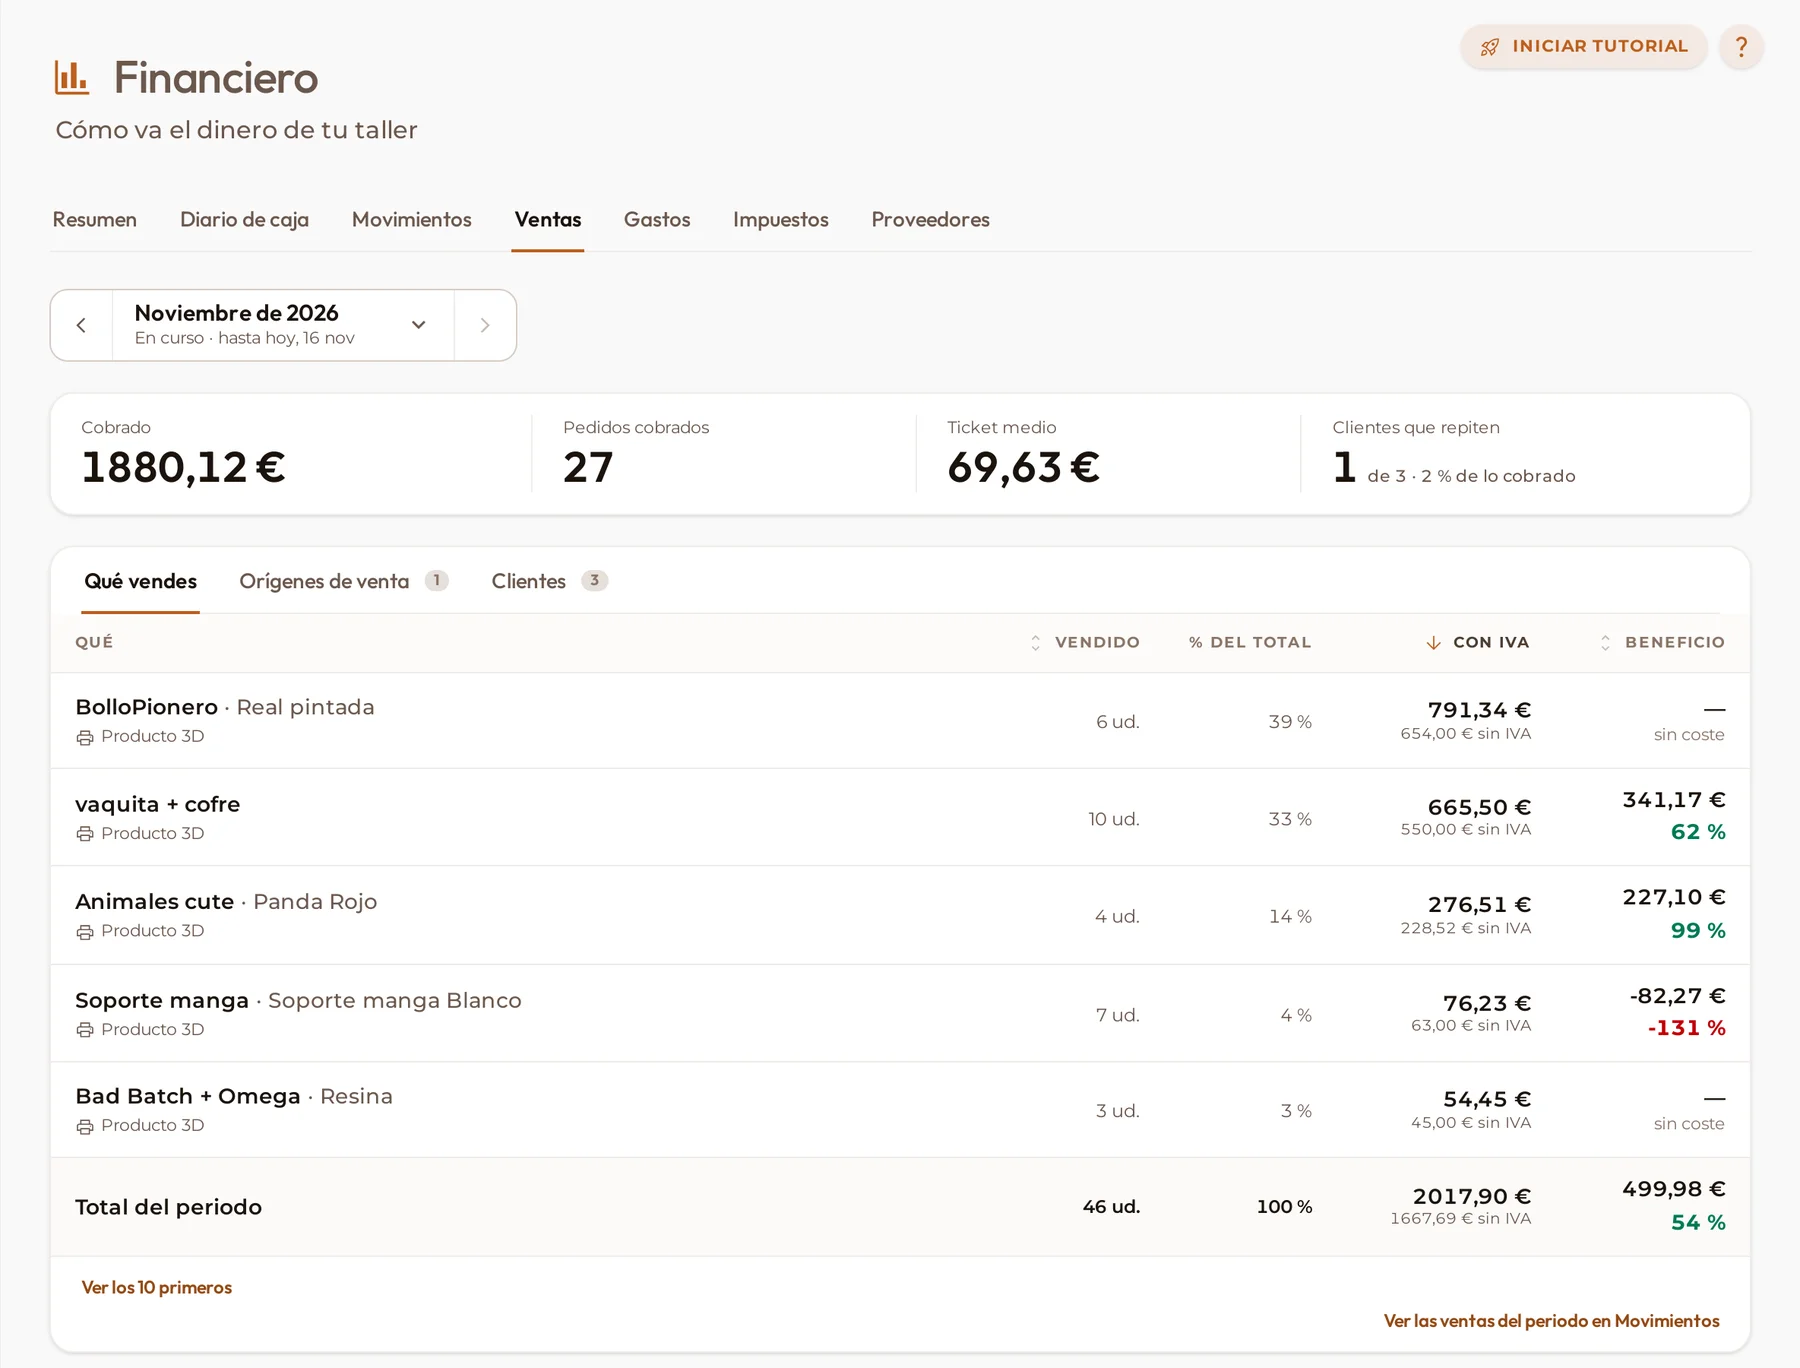 INICIAR TUTORIAL ?
Financiero
Cómo va el dinero de tu taller
Resumen Diario de caja Movimientos Ventas Gastos Impuestos Proveedores
Noviembre de 2026
En curso · hasta hoy, 16 nov
Cobrado Pedidos cobrados Ticket medio Clientes que repiten
1880,12 € 27 69,63 € 1 de 3 · 2 % de lo cobrado
Qué vendes Orígenes de venta 1 Clientes 3
QUÉ VENDIDO % DEL TOTAL CON IVA BENEFICIO
BolloPionero · Real pintada 6 ud. 39 % 791,34 € —
Producto 3D 654,00 € sin IVA sin coste
vaquita + cofre 10 ud. 33 % 665,50 € 341,17 €
Producto 3D 550,00 € sin IVA 62 %
Animales cute · Panda Rojo 4 ud. 14 % 276,51 € 227,10 €
Producto 3D 228,52 € sin IVA 99 %
Soporte manga · Soporte manga Blanco 7 ud. 4 % 76,23 € -82,27 €
Producto 3D 63,00 € sin IVA -131 %
Bad Batch + Omega · Resina 3 ud. 3 % 54,45 € —
Producto 3D 45,00 € sin IVA sin coste
Total del periodo 46 ud. 100 % 2017,90 € 499,98 €
1667,69 € sin IVA 54 %
Ver los 10 primeros
Ver las ventas del periodo en Movimientos